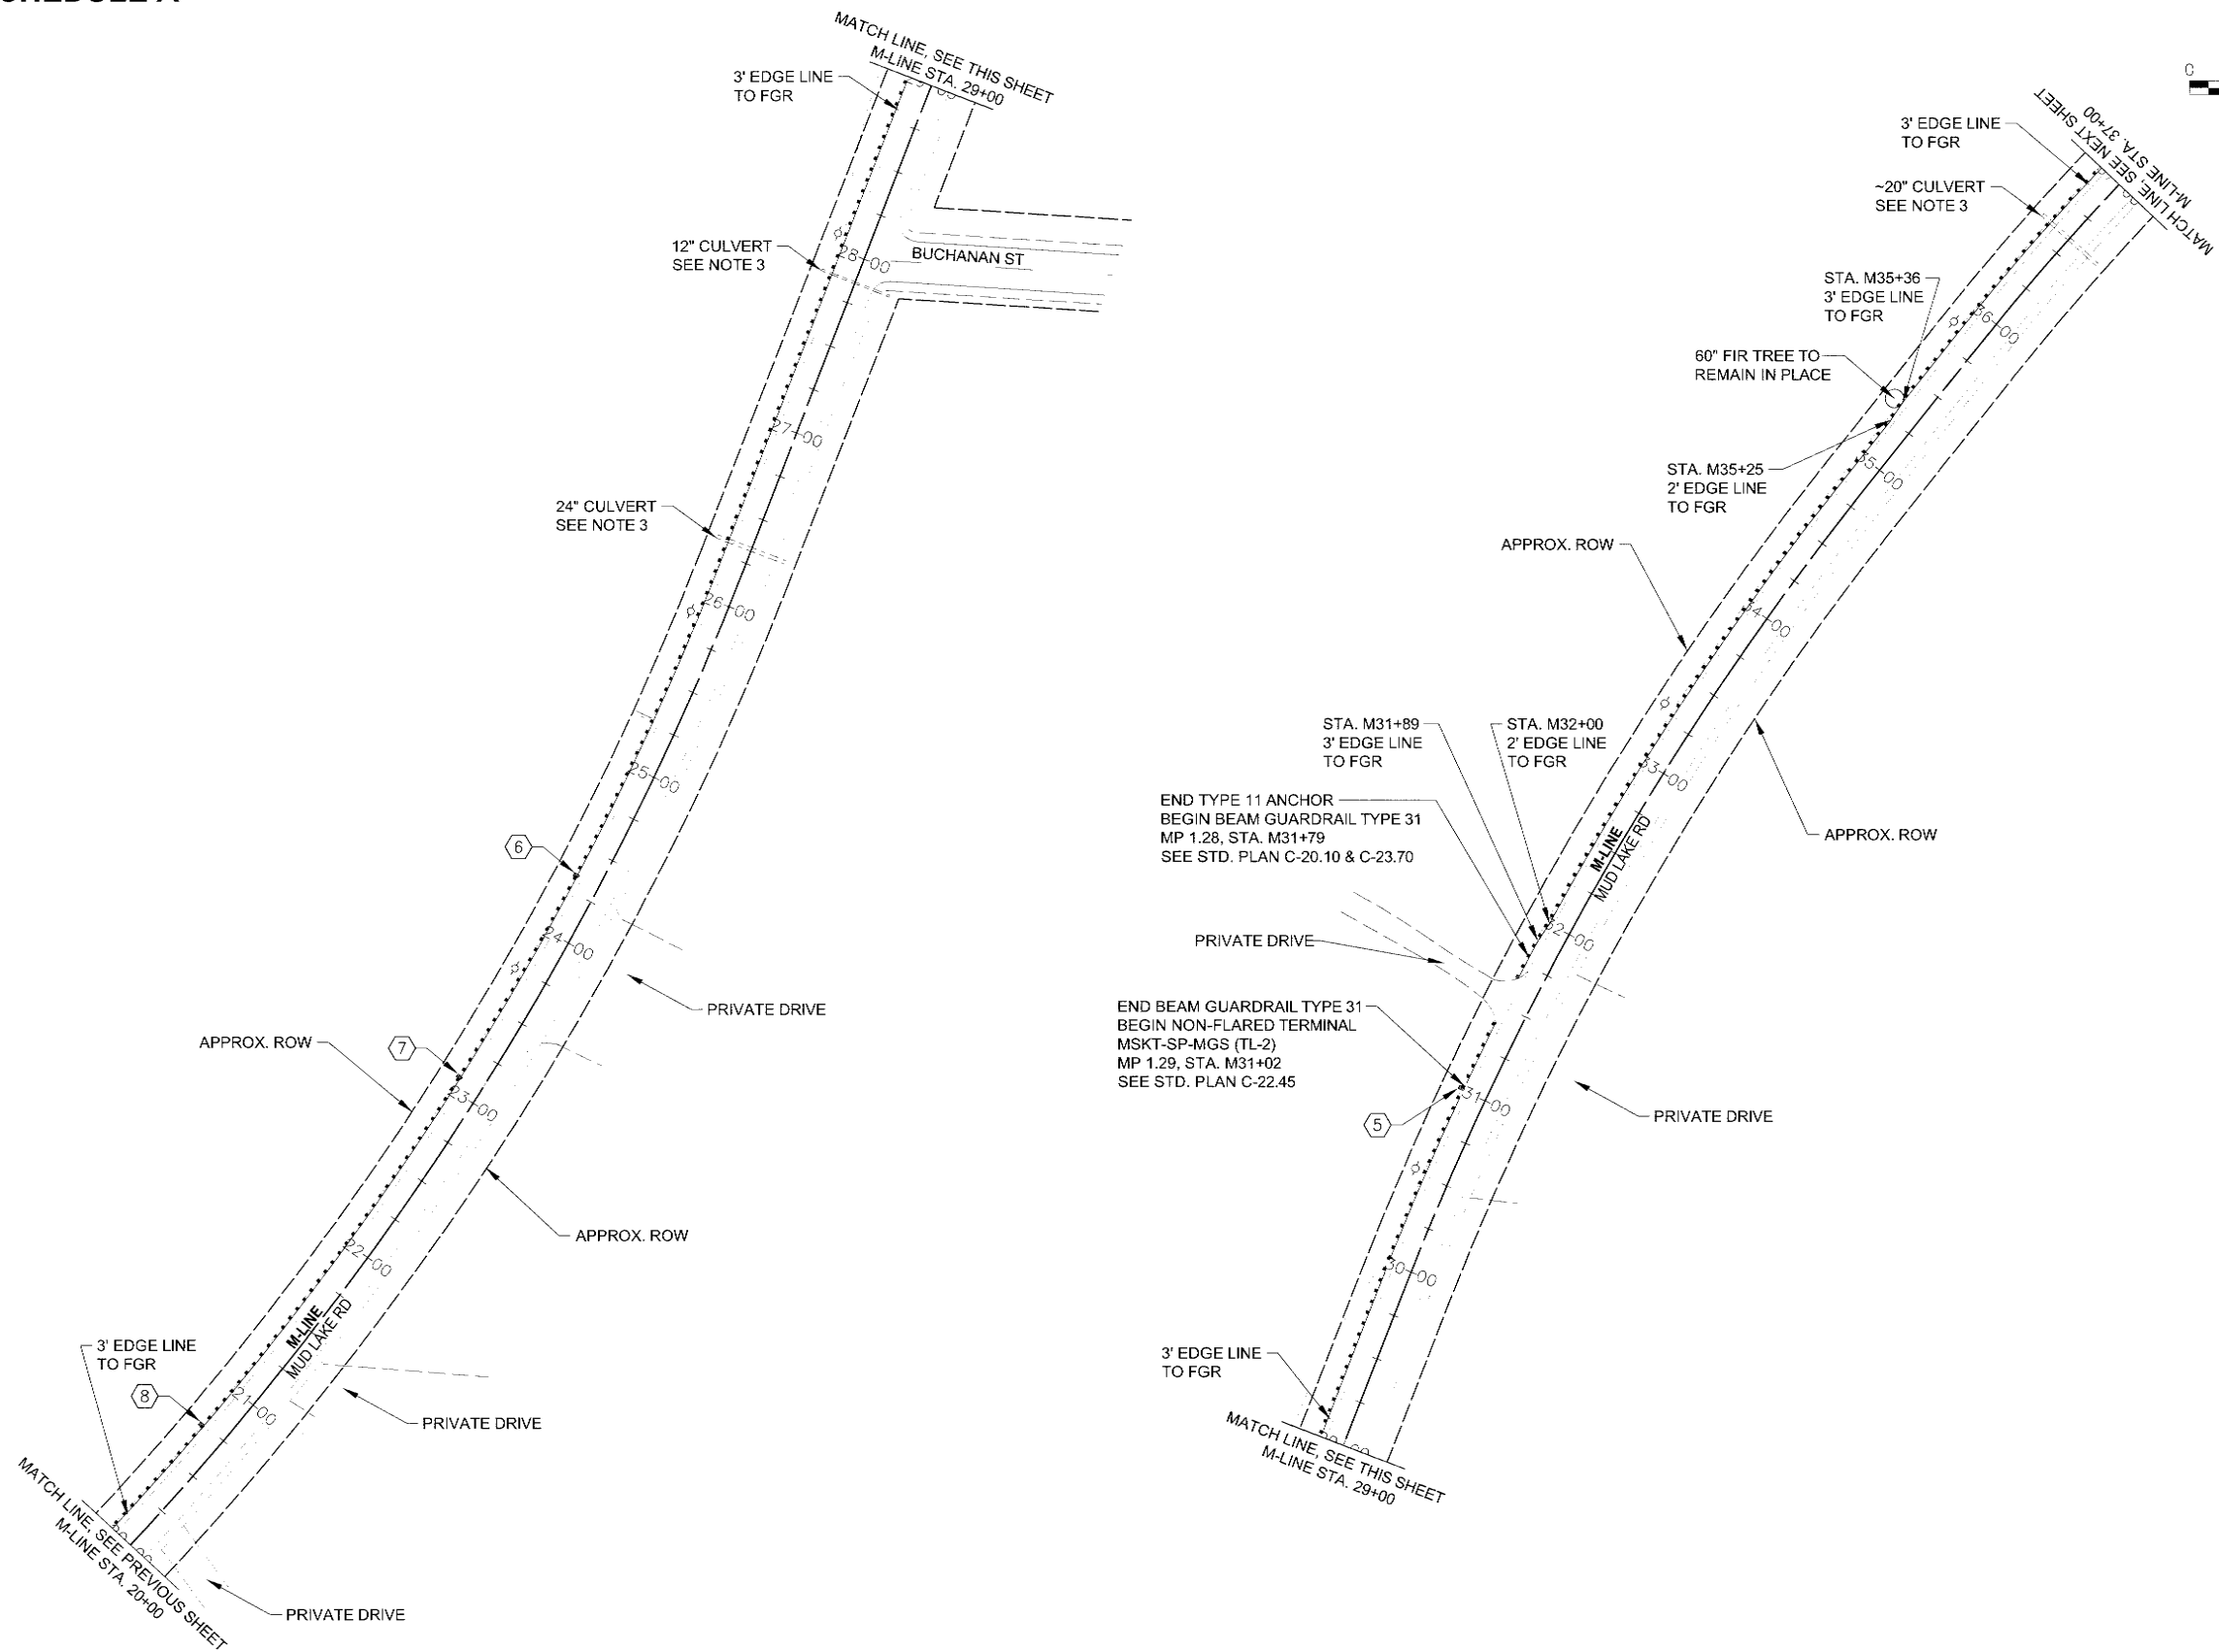 MATCH LINE, SEE THIS SHEET
M-LINE STA. 29+00
3' EDGE LINE
TO FGR
12" CULVERT
SEE NOTE 3
28+00
BUCHANAN ST
27+00
24" CULVERT
SEE NOTE 3
26+00
25+00
6
24+00
PRIVATE DRIVE
APPROX. ROW
7
23+00
APPROX. ROW
22+00
M-LINE
MUD LAKE RD
3' EDGE LINE
TO FGR
8
21+00
PRIVATE DRIVE
MATCH LINE, SEE PREVIOUS SHEET
M-LINE STA. 20+00
PRIVATE DRIVE
0
MATCH LINE, SEE NEXT SHEET
M-LINE STA. 37+00
3' EDGE LINE
TO FGR
~20" CULVERT
SEE NOTE 3
STA. M35+36
3' EDGE LINE
TO FGR
36+00
60" FIR TREE TO
REMAIN IN PLACE
STA. M35+25
2' EDGE LINE
TO FGR
35+00
APPROX. ROW
34+00
STA. M31+89
3' EDGE LINE
TO FGR
STA. M32+00
2' EDGE LINE
TO FGR
33+00
END TYPE 11 ANCHOR
BEGIN BEAM GUARDRAIL TYPE 31
MP 1.28, STA. M31+79
SEE STD. PLAN C-20.10 & C-23.70
APPROX. ROW
M-LINE
MUD LAKE RD
32+00
PRIVATE DRIVE
END BEAM GUARDRAIL TYPE 31
BEGIN NON-FLARED TERMINAL
MSKT-SP-MGS (TL-2)
MP 1.29, STA. M31+02
SEE STD. PLAN C-22.45
31+00
5
PRIVATE DRIVE
30+00
3' EDGE LINE
TO FGR
MATCH LINE, SEE THIS SHEET
M-LINE STA. 29+00